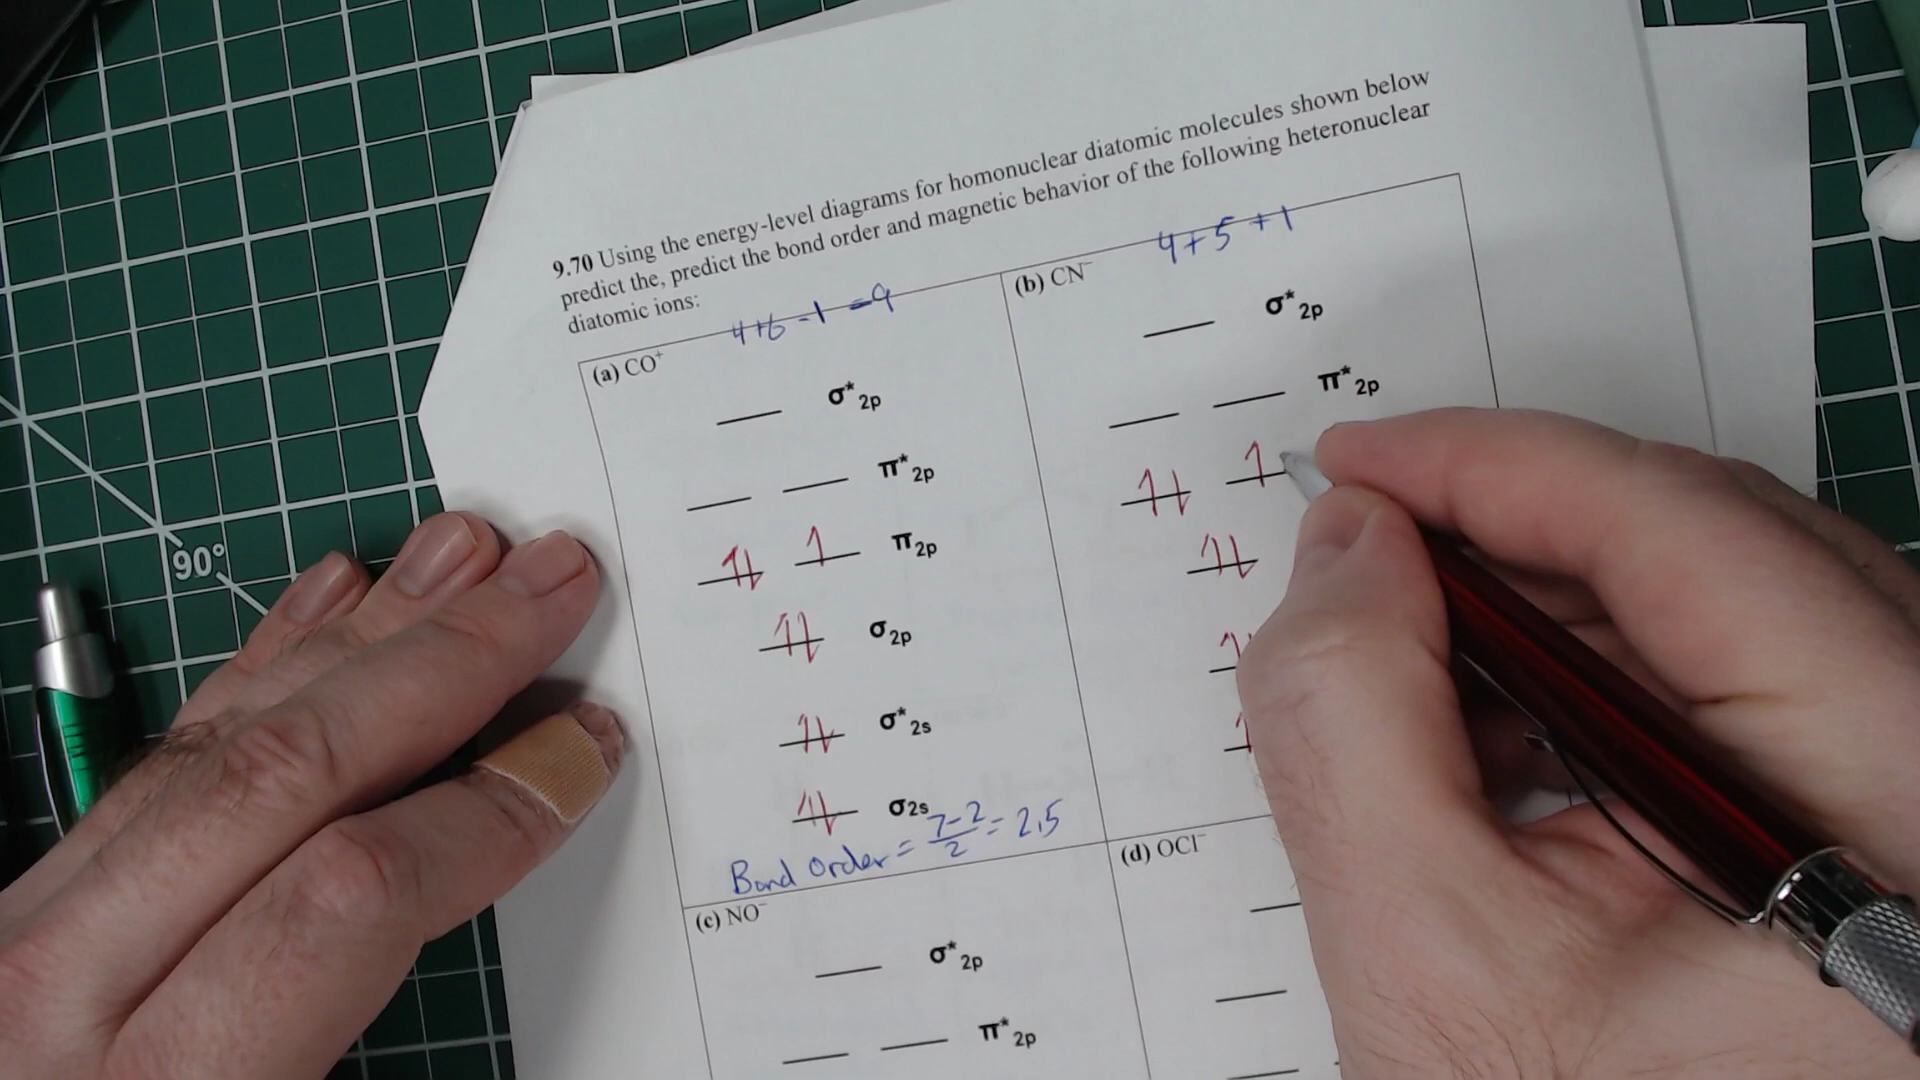 9.70 Using the energy-level diagrams for homonuclear diatomic molecules shown below
predict the, predict the bond order and magnetic behavior of the following heteronuclear
diatomic ions:
4+6 -1 = 9
(a) CO⁺
σ*2p
π*2p
π2p
σ2p
σ*2s
σ2s
Bond Order = 7-2/2 = 2.5
4+5+1
(b) CN⁻
σ*2p
π*2p
(c) NO⁻
σ*2p
π*2p
(d) OCl⁻
90°